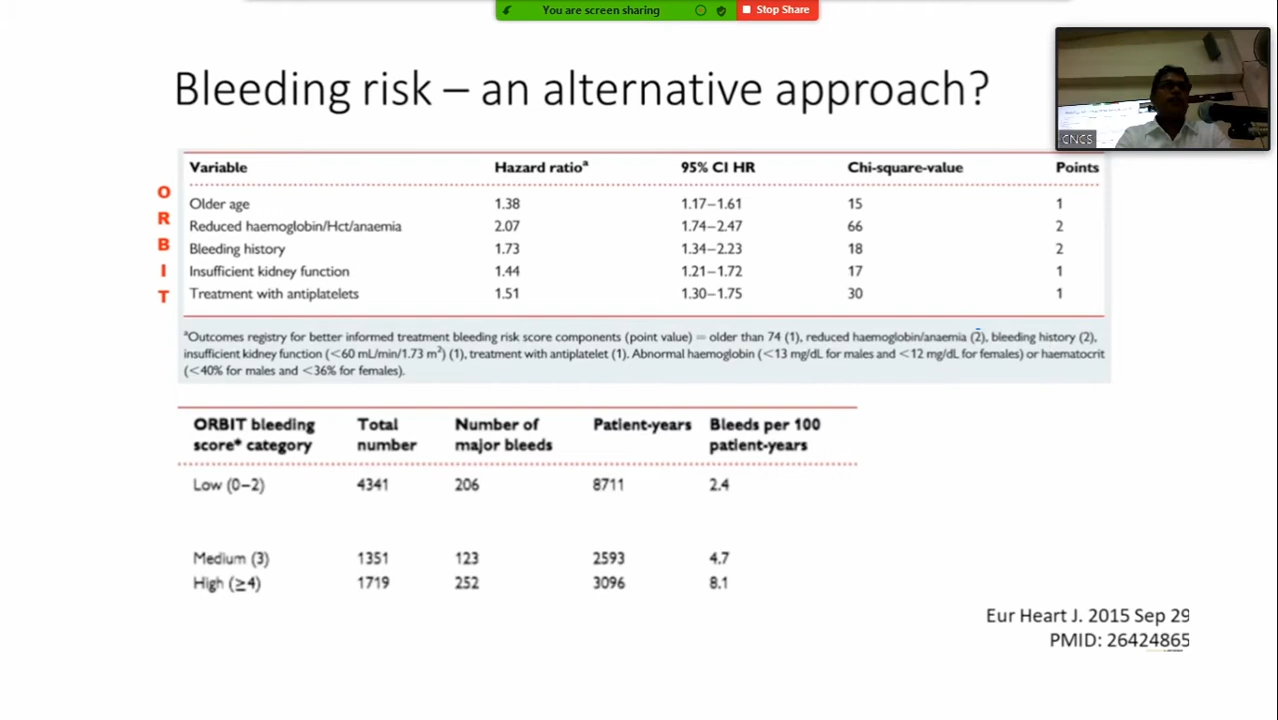 You are screen sharing
Stop Share
Bleeding risk – an alternative approach?
CNCS
Variable Hazard ratioᵃ 95% CI HR Chi-square-value Points
O Older age 1.38 1.17–1.61 15 1
R Reduced haemoglobin/Hct/anaemia 2.07 1.74–2.47 66 2
B Bleeding history 1.73 1.34–2.23 18 2
I Insufficient kidney function 1.44 1.21–1.72 17 1
T Treatment with antiplatelets 1.51 1.30–1.75 30 1
ᵃOutcomes registry for better informed treatment bleeding risk score components (point value) = older than 74 (1), reduced haemoglobin/anaemia (2), bleeding history (2),
insufficient kidney function (<60 mL/min/1.73 m²) (1), treatment with antiplatelet (1). Abnormal haemoglobin (<13 mg/dL for males and <12 mg/dL for females) or haematocrit
(<40% for males and <36% for females).
ORBIT bleeding Total Number of Patient-years Bleeds per 100
score* category number major bleeds patient-years
Low (0–2) 4341 206 8711 2.4
Medium (3) 1351 123 2593 4.7
High (≥4) 1719 252 3096 8.1
Eur Heart J. 2015 Sep 29
PMID: 26424865